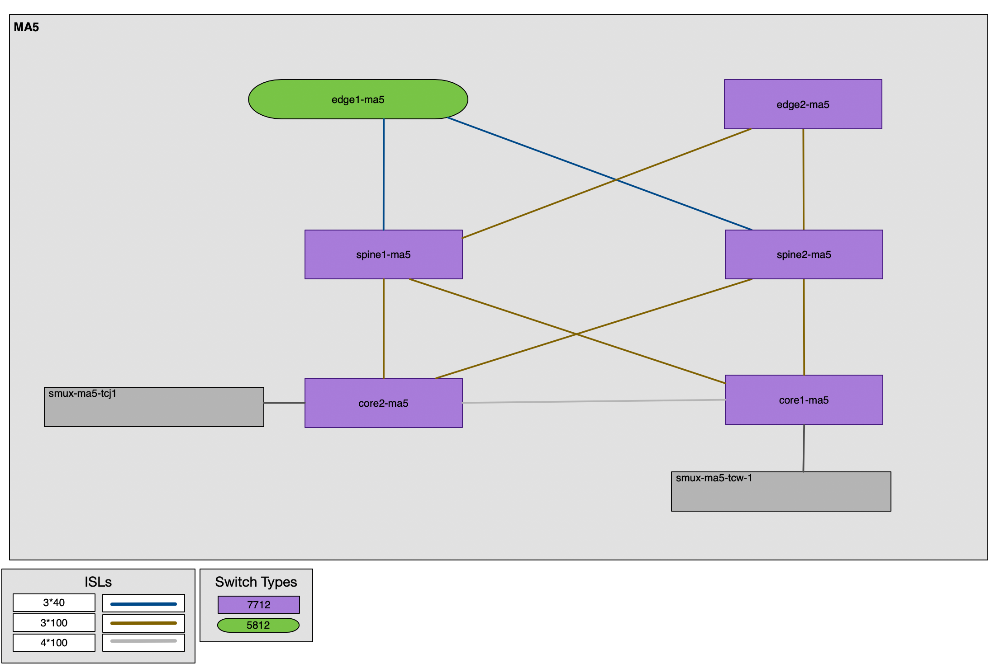 MA5
edge1-ma5
edge2-ma5
spine1-ma5
spine2-ma5
smux-ma5-tcj1
core2-ma5
core1-ma5
smux-ma5-tcw-1
ISLs
3*40
3*100
4*100
Switch Types
7712
5812